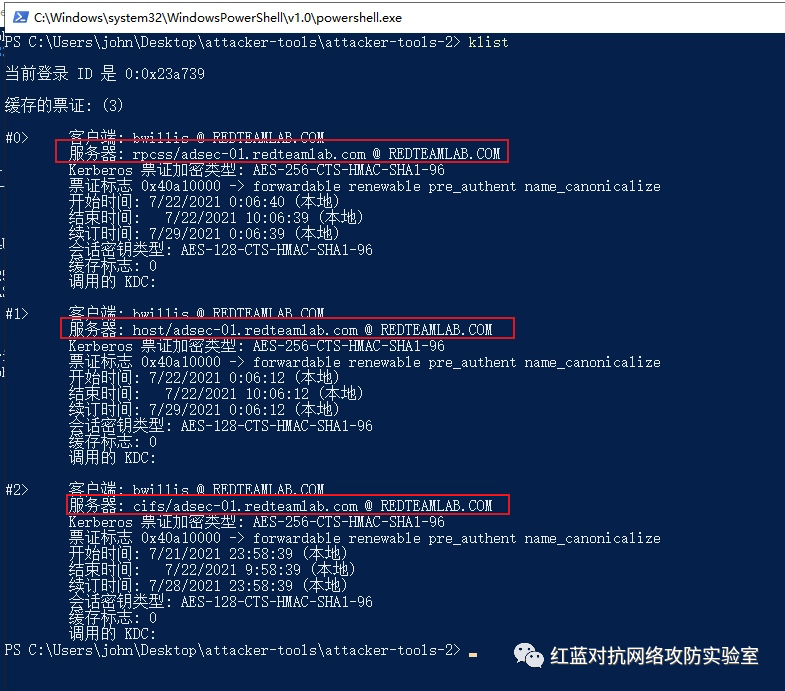 C:\Windows\system32\WindowsPowerShell\v1.0\powershell.exe
PS C:\Users\john\Desktop\attacker-tools\attacker-tools-2> klist
当前登录 ID 是 0:0x23a739
缓存的票证: (3)
#0> 客户端: bwillis @ REDTEAMLAB.COM
服务器: rpcss/adsec-01.redteamlab.com @ REDTEAMLAB.COM
Kerberos 票证加密类型: AES-256-CTS-HMAC-SHA1-96
票证标志 0x40a10000 -> forwardable renewable pre_authent name_canonicalize
开始时间: 7/22/2021 0:06:40 (本地)
结束时间: 7/22/2021 10:06:39 (本地)
续订时间: 7/29/2021 0:06:39 (本地)
会话密钥类型: AES-128-CTS-HMAC-SHA1-96
缓存标志: 0
调用的 KDC:
#1> 客户端: bwillis @ REDTEAMLAB.COM
服务器: host/adsec-01.redteamlab.com @ REDTEAMLAB.COM
Kerberos 票证加密类型: AES-256-CTS-HMAC-SHA1-96
票证标志 0x40a10000 -> forwardable renewable pre_authent name_canonicalize
开始时间: 7/22/2021 0:06:12 (本地)
结束时间: 7/22/2021 10:06:12 (本地)
续订时间: 7/29/2021 0:06:12 (本地)
会话密钥类型: AES-128-CTS-HMAC-SHA1-96
缓存标志: 0
调用的 KDC:
#2> 客户端: bwillis @ REDTEAMLAB.COM
服务器: cifs/adsec-01.redteamlab.com @ REDTEAMLAB.COM
Kerberos 票证加密类型: AES-256-CTS-HMAC-SHA1-96
票证标志 0x40a10000 -> forwardable renewable pre_authent name_canonicalize
开始时间: 7/21/2021 23:58:39 (本地)
结束时间: 7/22/2021 9:58:39 (本地)
续订时间: 7/28/2021 23:58:39 (本地)
会话密钥类型: AES-128-CTS-HMAC-SHA1-96
缓存标志: 0
调用的 KDC:
PS C:\Users\john\Desktop\attacker-tools\attacker-tools-2>
红蓝对抗网络攻防实验室